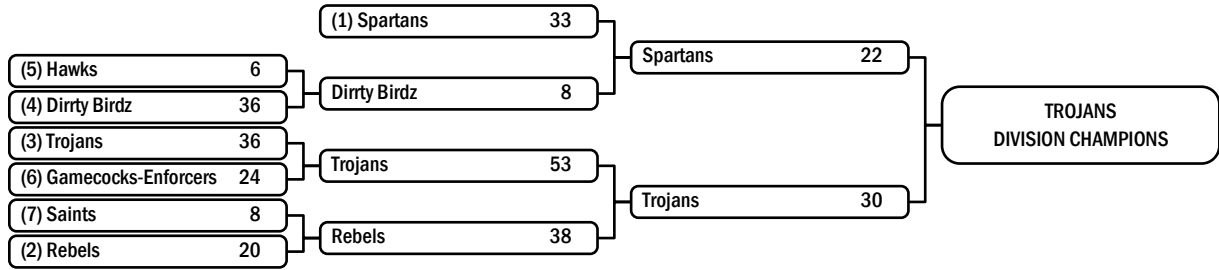 (1) Spartans 33
Spartans 22
(5) Hawks 6
Dirrty Birdz 8
(4) Dirrty Birdz 36
TROJANS
DIVISION CHAMPIONS
(3) Trojans 36
Trojans 53
(6) Gamecocks-Enforcers 24
Trojans 30
(7) Saints 8
Rebels 38
(2) Rebels 20